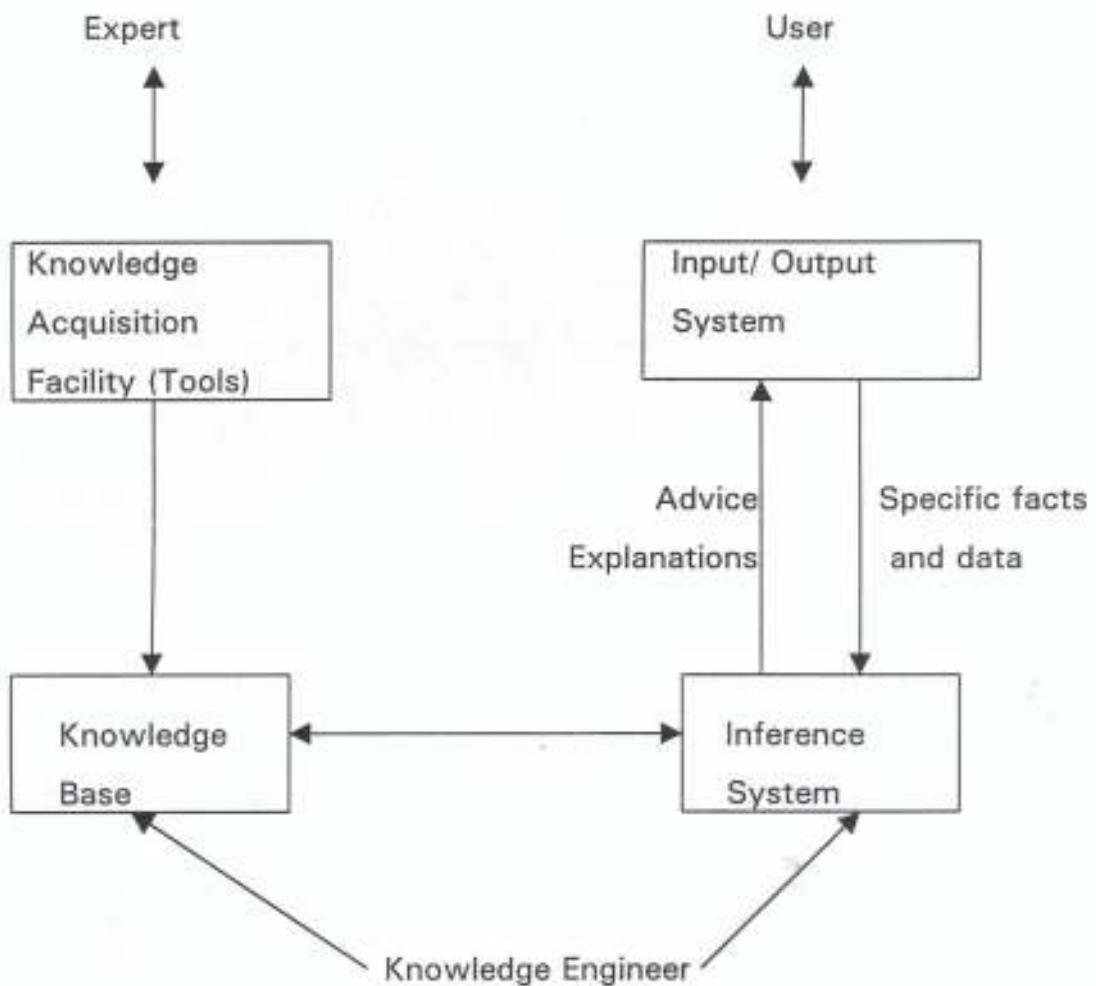 Expert
User
Knowledge
Acquisition
Facility (Tools)
Input/ Output
System
Advice
Explanations
Specific facts
and data
Knowledge
Base
Inference
System
Knowledge Engineer